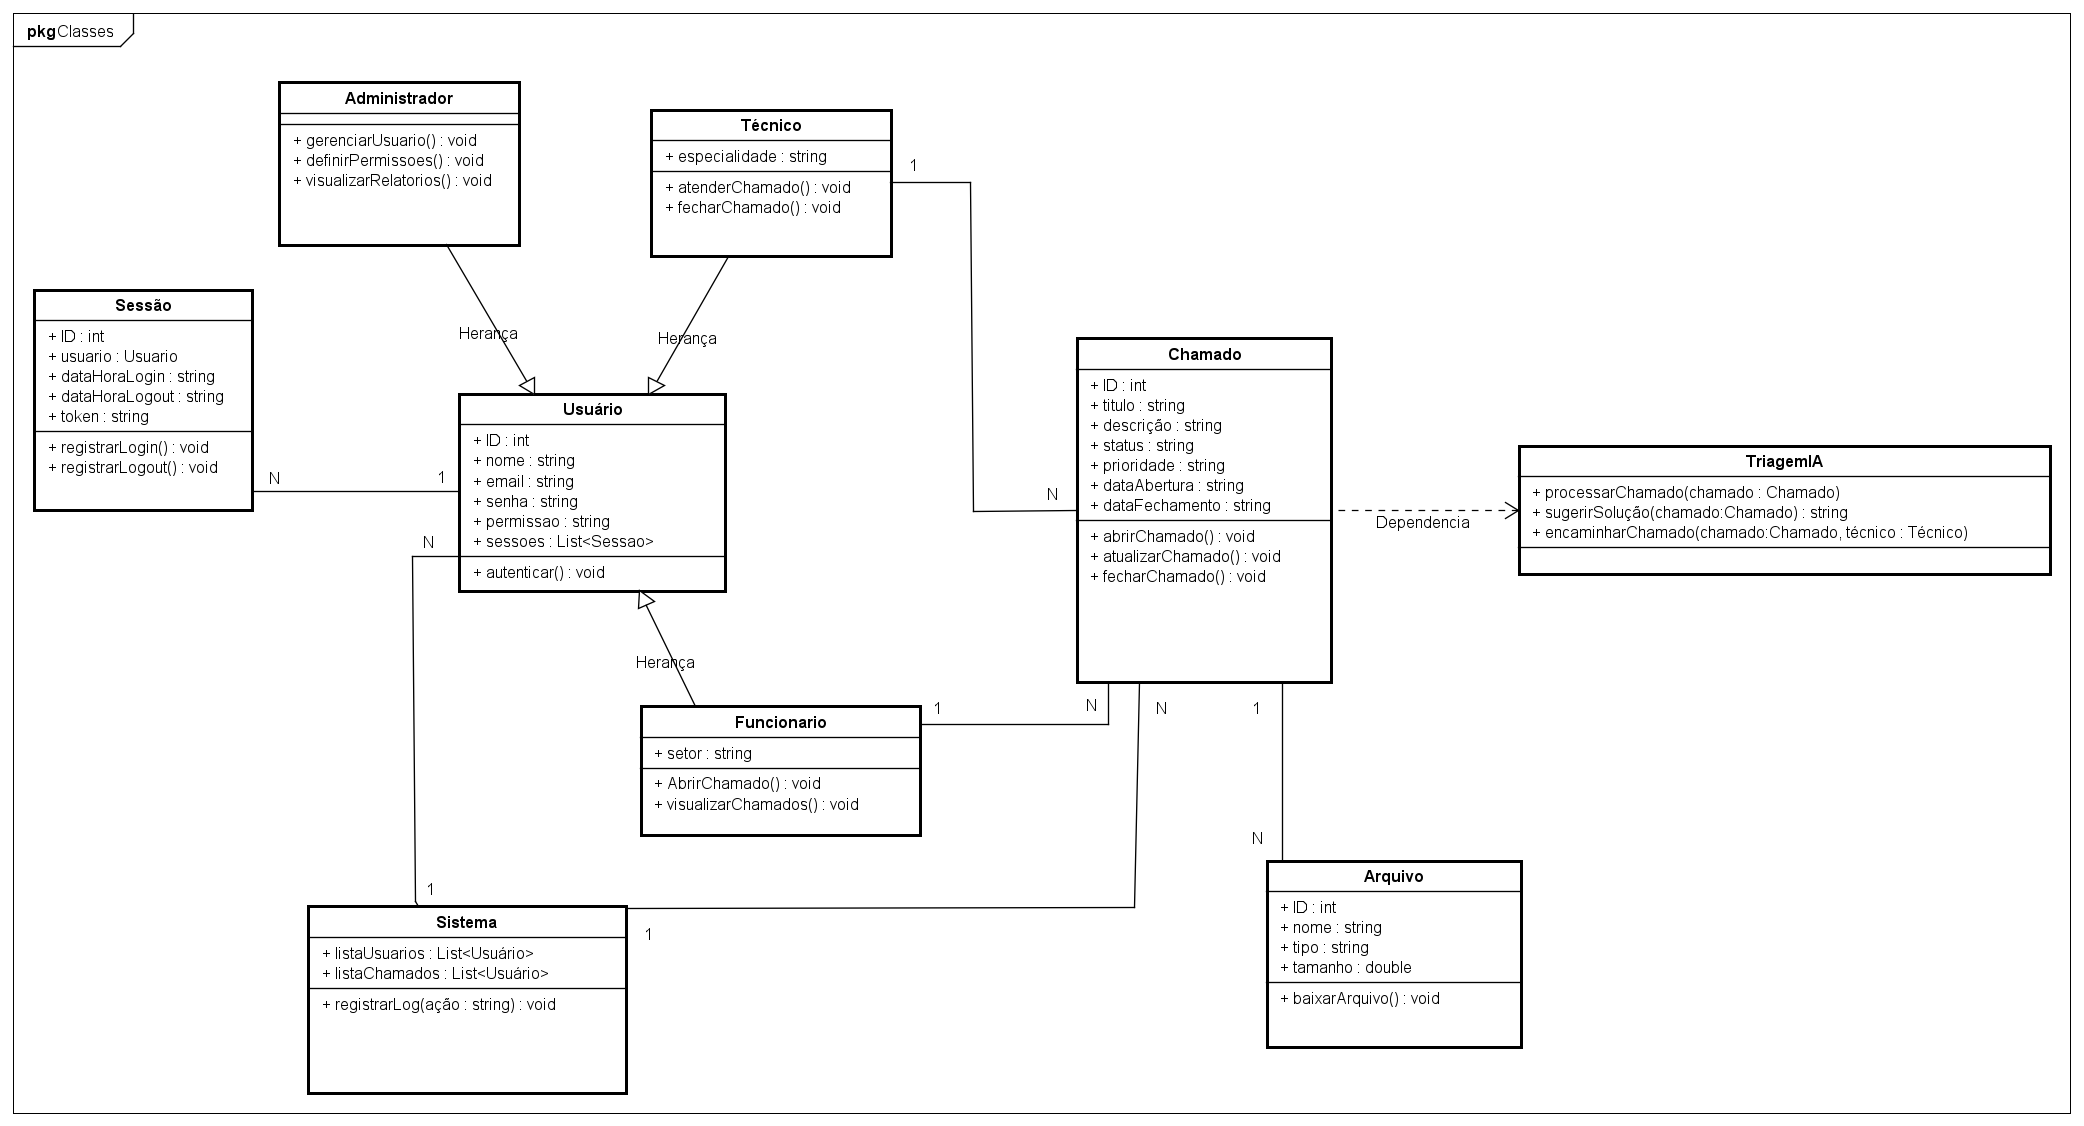 pkg Classes
Administrador
+ gerenciarUsuario() : void
+ definirPermissoes() : void
+ visualizarRelatorios() : void
Técnico
+ especialidade : string
+ atenderChamado() : void
+ fecharChamado() : void
1
N
Herança
Herança
Sessão
+ ID : int
+ usuario : Usuario
+ dataHoraLogin : string
+ dataHoraLogout : string
+ token : string
+ registrarLogin() : void
+ registrarLogout() : void
N
1
Usuário
+ ID : int
+ nome : string
+ email : string
+ senha : string
+ permissao : string
+ sessoes : List<Sessao>
+ autenticar() : void
N
1
Chamado
+ ID : int
+ titulo : string
+ descrição : string
+ status : string
+ prioridade : string
+ dataAbertura : string
+ dataFechamento : string
+ abrirChamado() : void
+ atualizarChamado() : void
+ fecharChamado() : void
Dependencia
TriagemIA
+ processarChamado(chamado : Chamado)
+ sugerirSolução(chamado:Chamado) : string
+ encaminharChamado(chamado:Chamado, técnico : Técnico)
Herança
Funcionario
+ setor : string
+ AbrirChamado() : void
+ visualizarChamados() : void
1
N
N
1
1
N
Sistema
+ listaUsuarios : List<Usuário>
+ listaChamados : List<Usuário>
+ registrarLog(ação : string) : void
Arquivo
+ ID : int
+ nome : string
+ tipo : string
+ tamanho : double
+ baixarArquivo() : void